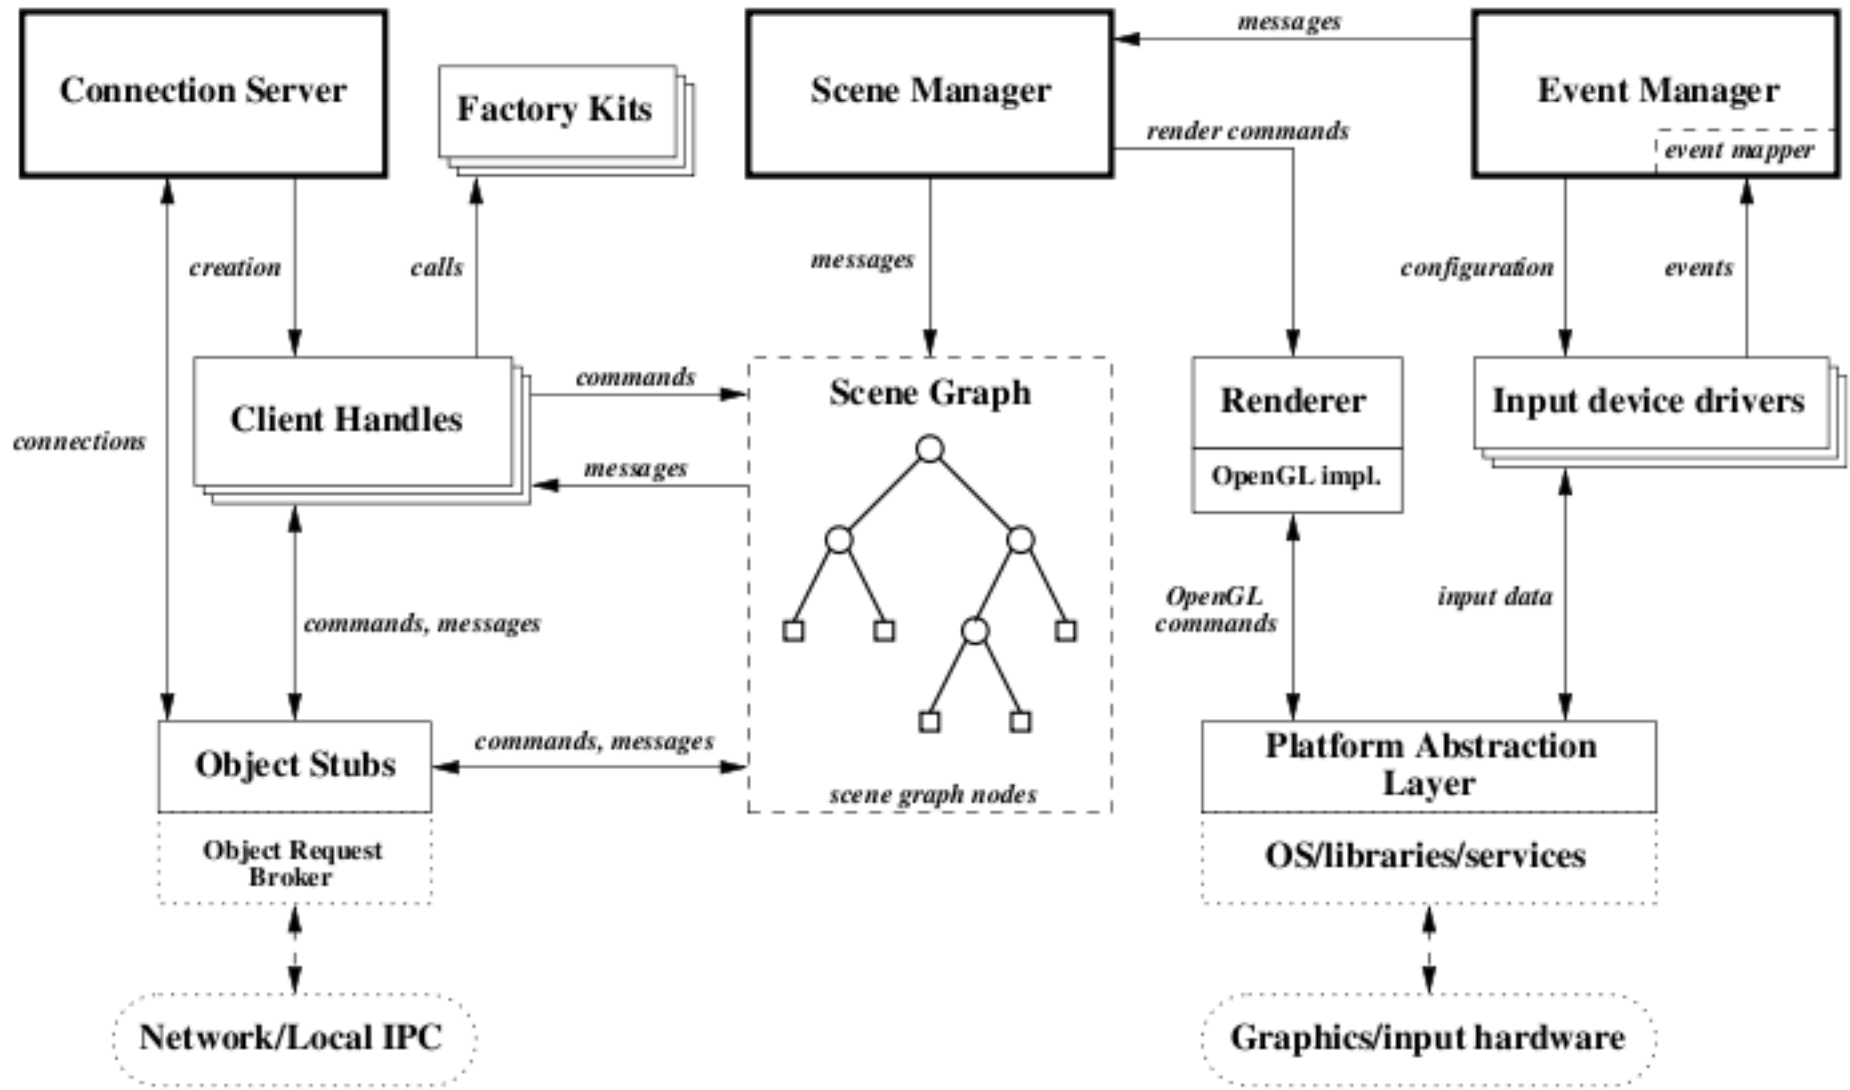 Connection Server
Factory Kits
Scene Manager
messages
render commands
Event Manager
event mapper
creation
calls
messages
configuration
events
connections
Client Handles
commands
messages
Scene Graph
Renderer
OpenGL impl.
Input device drivers
commands, messages
OpenGL
commands
input data
Object Stubs
commands, messages
scene graph nodes
Platform Abstraction
Layer
Object Request
Broker
OS/libraries/services
Network/Local IPC
Graphics/input hardware